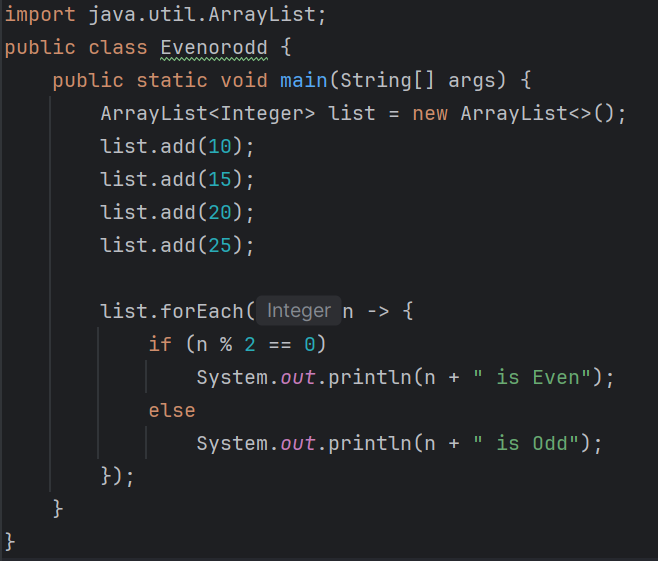 import java.util.ArrayList;
public class Evenorodd {
    public static void main(String[] args) {
        ArrayList<Integer> list = new ArrayList<>();
        list.add(10);
        list.add(15);
        list.add(20);
        list.add(25);

        list.forEach( Integer n -> {
            if (n % 2 == 0)
                System.out.println(n + " is Even");
            else
                System.out.println(n + " is Odd");
        });
    }
}